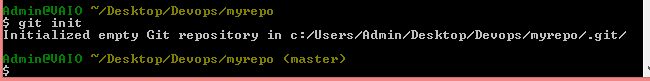 Admin@VAIO ~/Desktop/Devops/myrepo
$ git init
Initialized empty Git repository in c:/Users/Admin/Desktop/Devops/myrepo/.git/
Admin@VAIO ~/Desktop/Devops/myrepo (master)
$